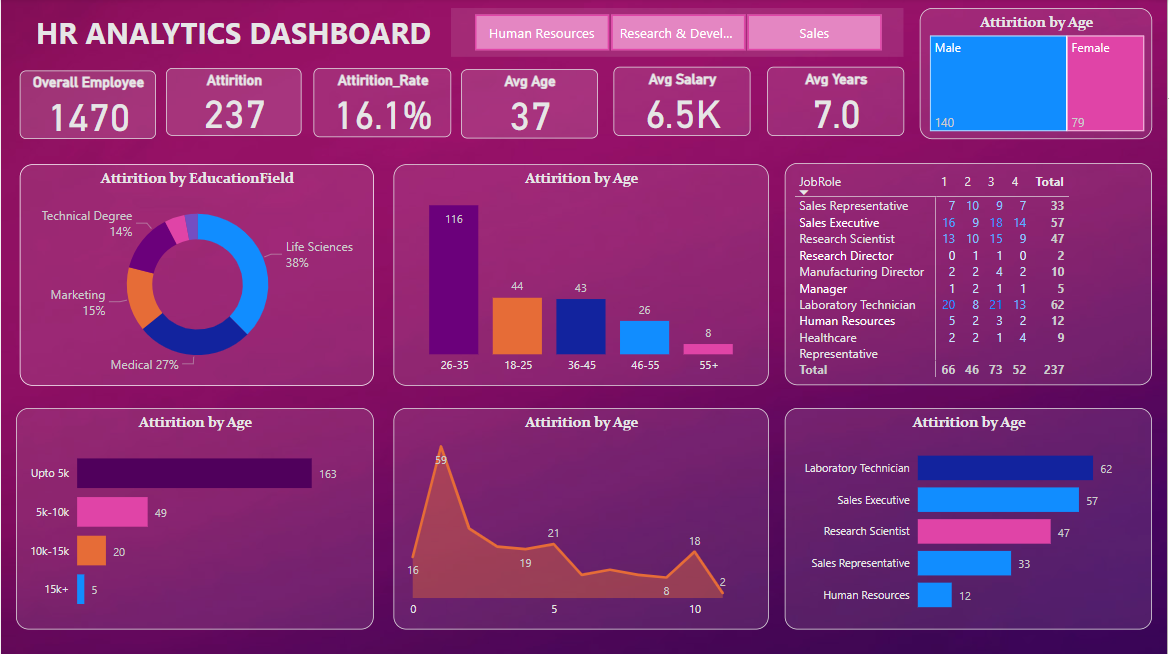 HR ANALYTICS DASHBOARD
Human Resources
Research & Devel...
Sales
Overall Employee
1470
Attirition
237
Attirition_Rate
16.1%
Avg Age
37
Avg Salary
6.5K
Avg Years
7.0
Attirition by Age
Male
140
Female
79
Attirition by EducationField
Technical Degree
14%
Life Sciences
38%
Marketing
15%
Medical 27%
Attirition by Age
116
44
43
26
8
26-35 18-25 36-45 46-55 55+
JobRole 1 2 3 4 Total
Sales Representative 7 10 9 7 33
Sales Executive 16 9 18 14 57
Research Scientist 13 10 15 9 47
Research Director 0 1 1 0 2
Manufacturing Director 2 2 4 2 10
Manager 1 2 1 1 5
Laboratory Technician 20 8 21 13 62
Human Resources 5 2 3 2 12
Healthcare 2 2 1 4 9
Representative
Total 66 46 73 52 237
Attirition by Age
Upto 5k 163
5k-10k 49
10k-15k 20
15k+ 5
Attirition by Age
59
16
19
21
8
18
2
0 5 10
Attirition by Age
Laboratory Technician 62
Sales Executive 57
Research Scientist 47
Sales Representative 33
Human Resources 12